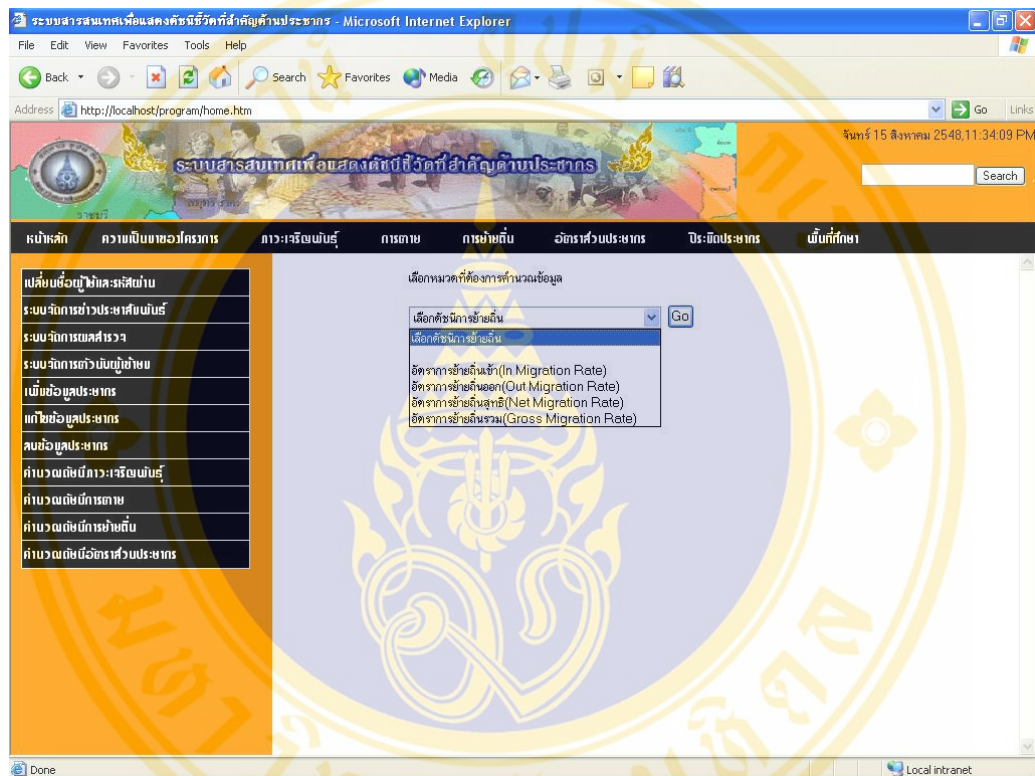 ระบบสารสนเทศเพื่อแสดงดัชนีชี้วัดที่สำคัญด้านประชากร - Microsoft Internet Explorer
File Edit View Favorites Tools Help
Back Search Favorites Media
Address http://localhost/program/home.htm Go Links
จันทร์ 15 สิงหาคม 2548,11:34:09 PM
ระบบสารสนเทศเพื่อแสดงดัชนีชี้วัดที่สำคัญด้านประชากร
Search
ราชบุรี
หน้าหลัก ความเป็นมาของโครงการ ภาวะเจริญพันธุ์ การตาย การย้ายถิ่น อัตราส่วนประชากร ปิระมิดประชากร พื้นที่ศึกษา
เปลี่ยนชื่อผู้ใช้และรหัสผ่าน
ระบบจัดการข่าวประชาสัมพันธ์
ระบบจัดการผลสำรวจ
ระบบจัดการตัวนับผู้เข้าชม
เพิ่มข้อมูลประชากร
แก้ไขข้อมูลประชากร
ลบข้อมูลประชากร
คำนวณดัชนีภาวะเจริญพันธุ์
คำนวณดัชนีการตาย
คำนวณดัชนีการย้ายถิ่น
คำนวณดัชนีอัตราส่วนประชากร
เลือกหมวดที่ต้องการคำนวณข้อมูล
เลือกดัชนีการย้ายถิ่น Go
เลือกดัชนีการย้ายถิ่น
อัตราการย้ายถิ่นเข้า(In Migration Rate)
อัตราการย้ายถิ่นออก(Out Migration Rate)
อัตราการย้ายถิ่นสุทธิ(Net Migration Rate)
อัตราการย้ายถิ่นรวม(Gross Migration Rate)
Done Local intranet